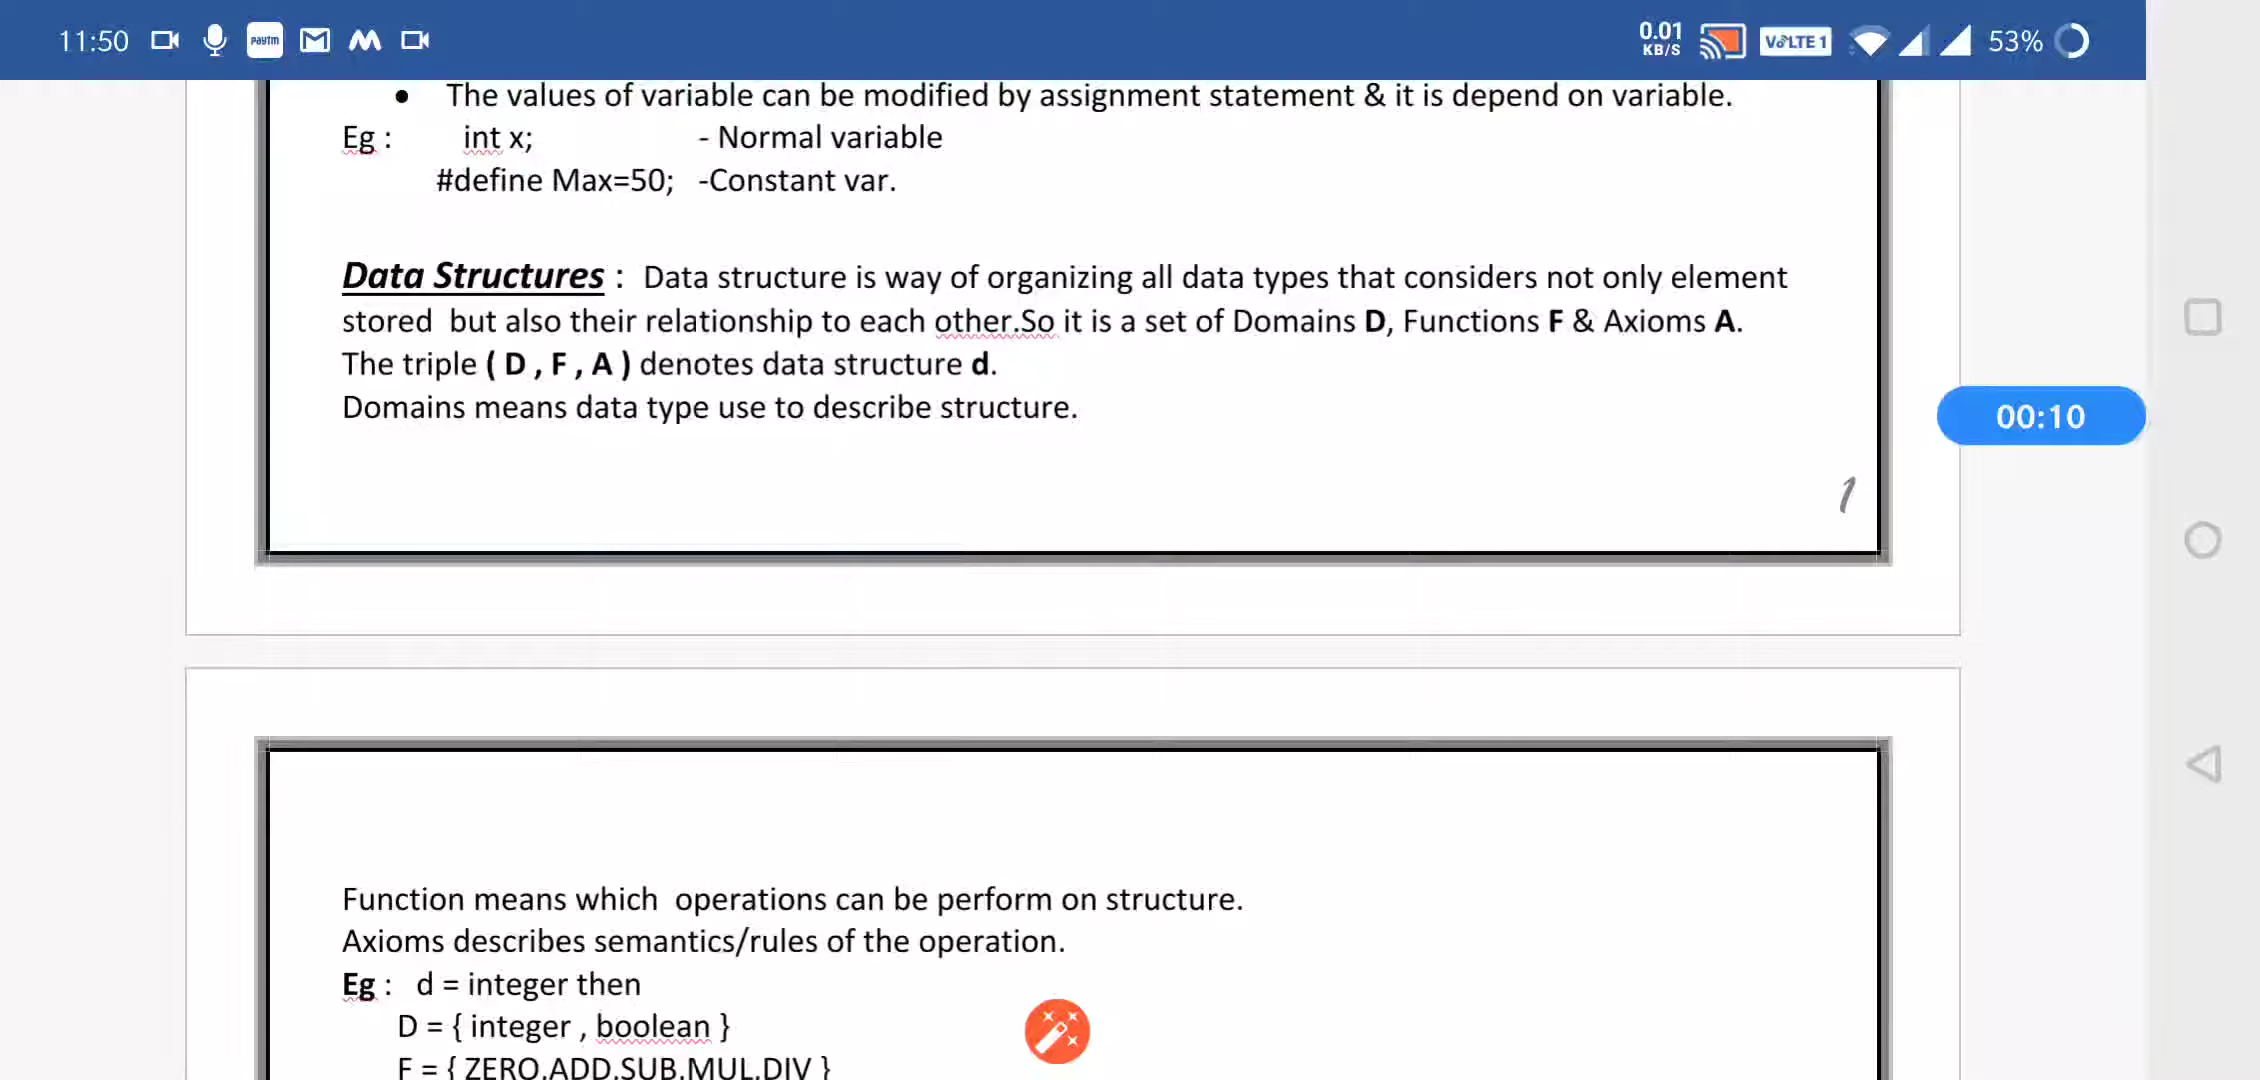 11:50 Paytm 0.01 KB/S VoLTE 1 53%
• The values of variable can be modified by assignment statement & it is depend on variable.
Eg : int x; - Normal variable
#define Max=50; -Constant var.
Data Structures : Data structure is way of organizing all data types that considers not only element
stored but also their relationship to each other.So it is a set of Domains D, Functions F & Axioms A.
The triple ( D , F , A ) denotes data structure d.
Domains means data type use to describe structure.
00:10
1
Function means which operations can be perform on structure.
Axioms describes semantics/rules of the operation.
Eg : d = integer then
D = { integer , boolean }
F = { ZERO,ADD,SUB,MUL,DIV }